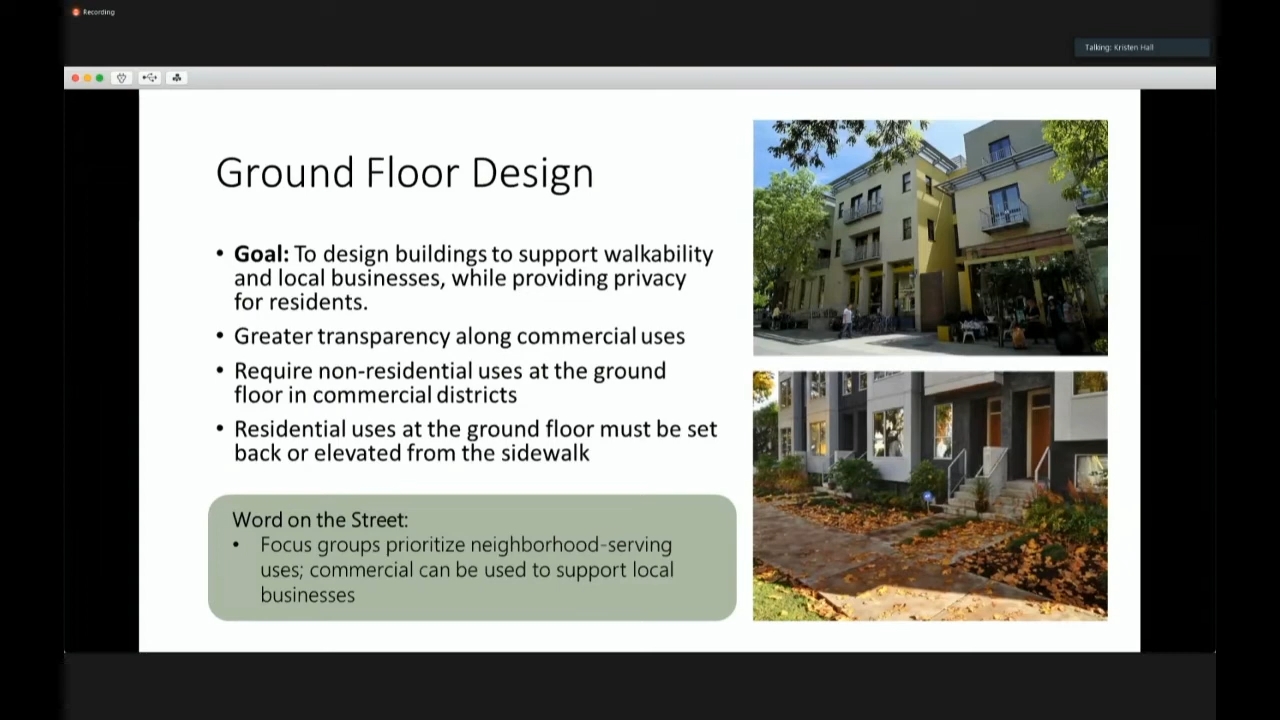 Recording
Talking: Kristen Hall
Ground Floor Design
• Goal: To design buildings to support walkability
and local businesses, while providing privacy
for residents.
• Greater transparency along commercial uses
• Require non-residential uses at the ground
floor in commercial districts
• Residential uses at the ground floor must be set
back or elevated from the sidewalk
Word on the Street:
• Focus groups prioritize neighborhood-serving
uses; commercial can be used to support local
businesses